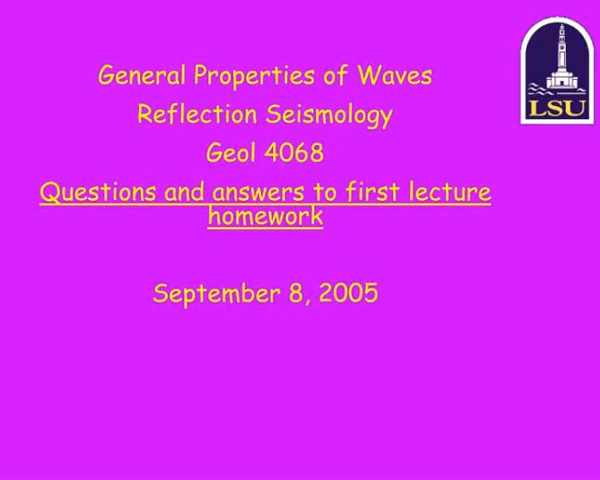 General Properties of Waves
Reflection Seismology
Geol 4068
Questions and answers to first lecture
homework
September 8, 2005
LSU